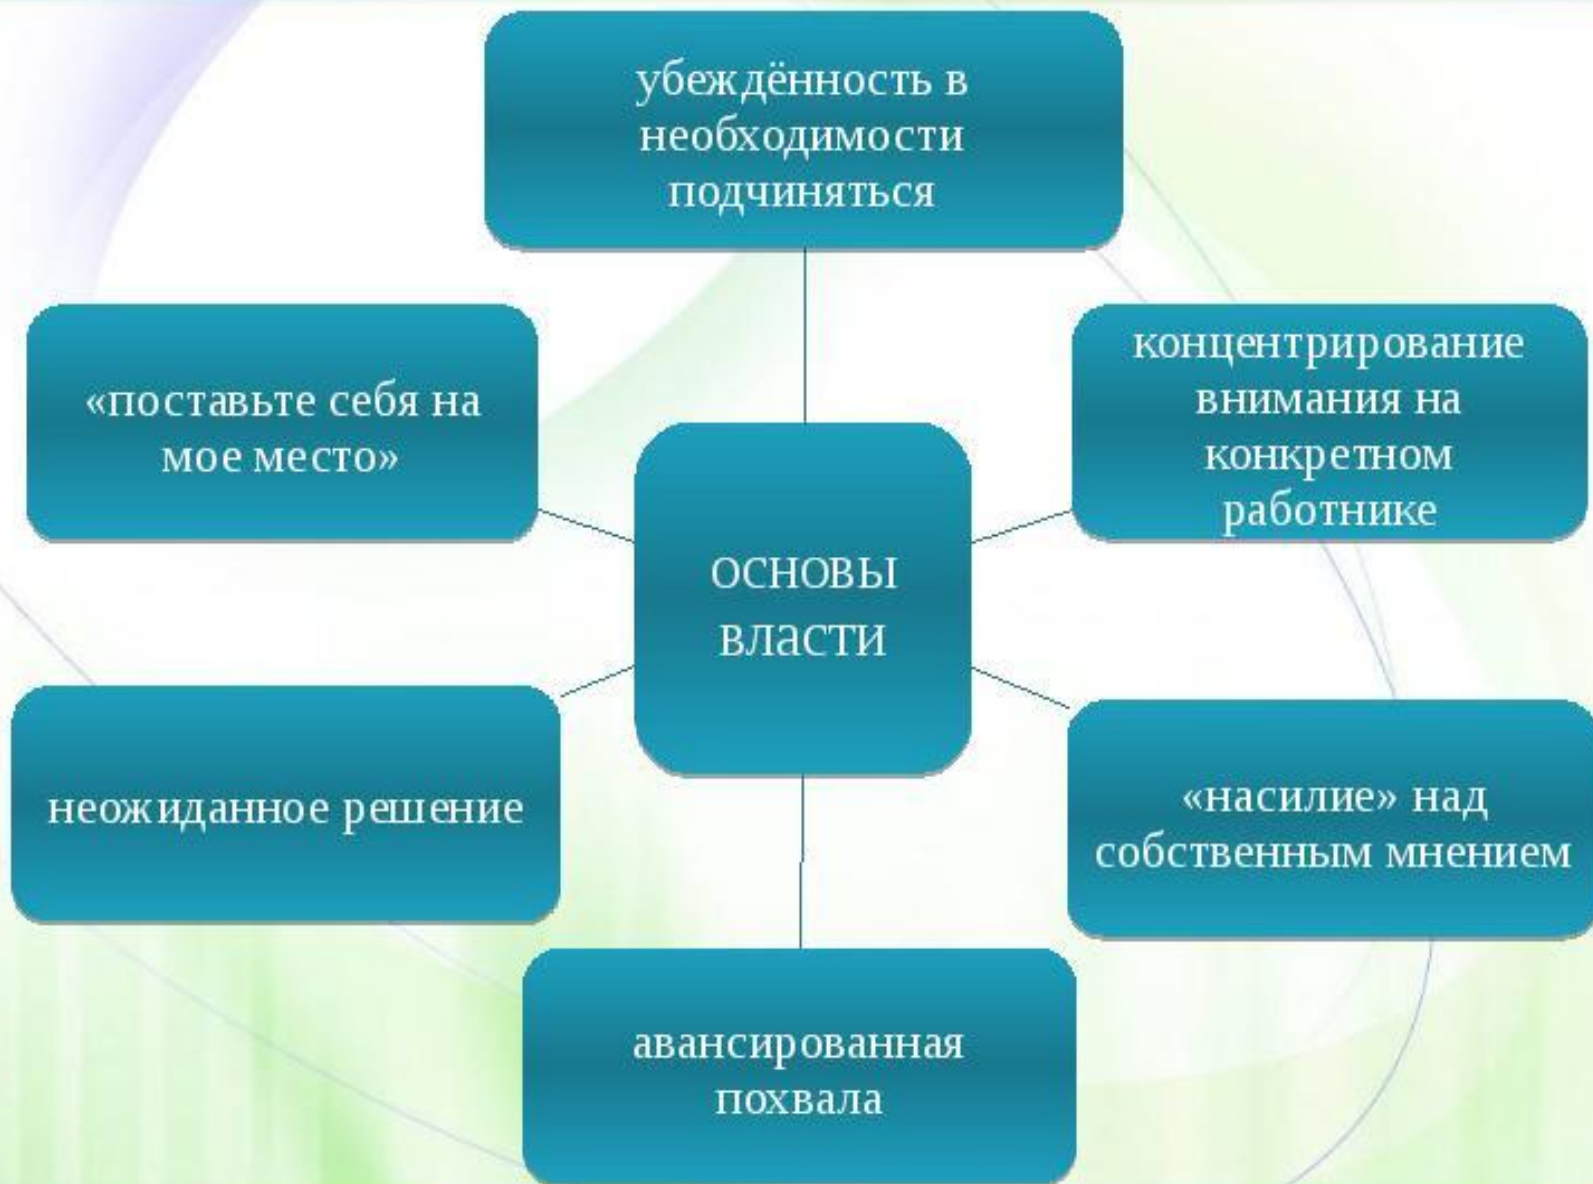 убеждённость в
необходимости
подчиняться
«поставьте себя на
мое место»
концентрирование
внимания на
конкретном
работнике
основы
власти
неожиданное решение
«насилие» над
собственным мнением
авансированная
похвала